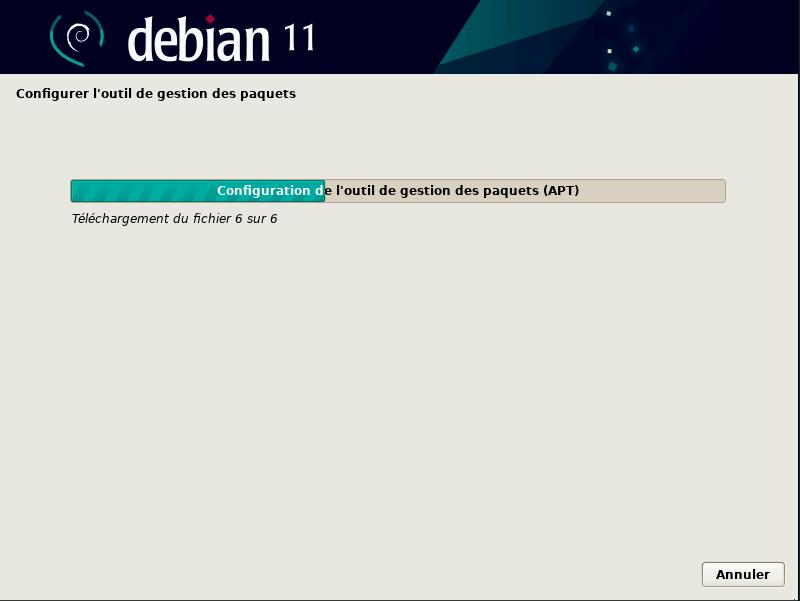 debian 11
Configurer l'outil de gestion des paquets
Configuration de l'outil de gestion des paquets (APT)
Téléchargement du fichier 6 sur 6
Annuler